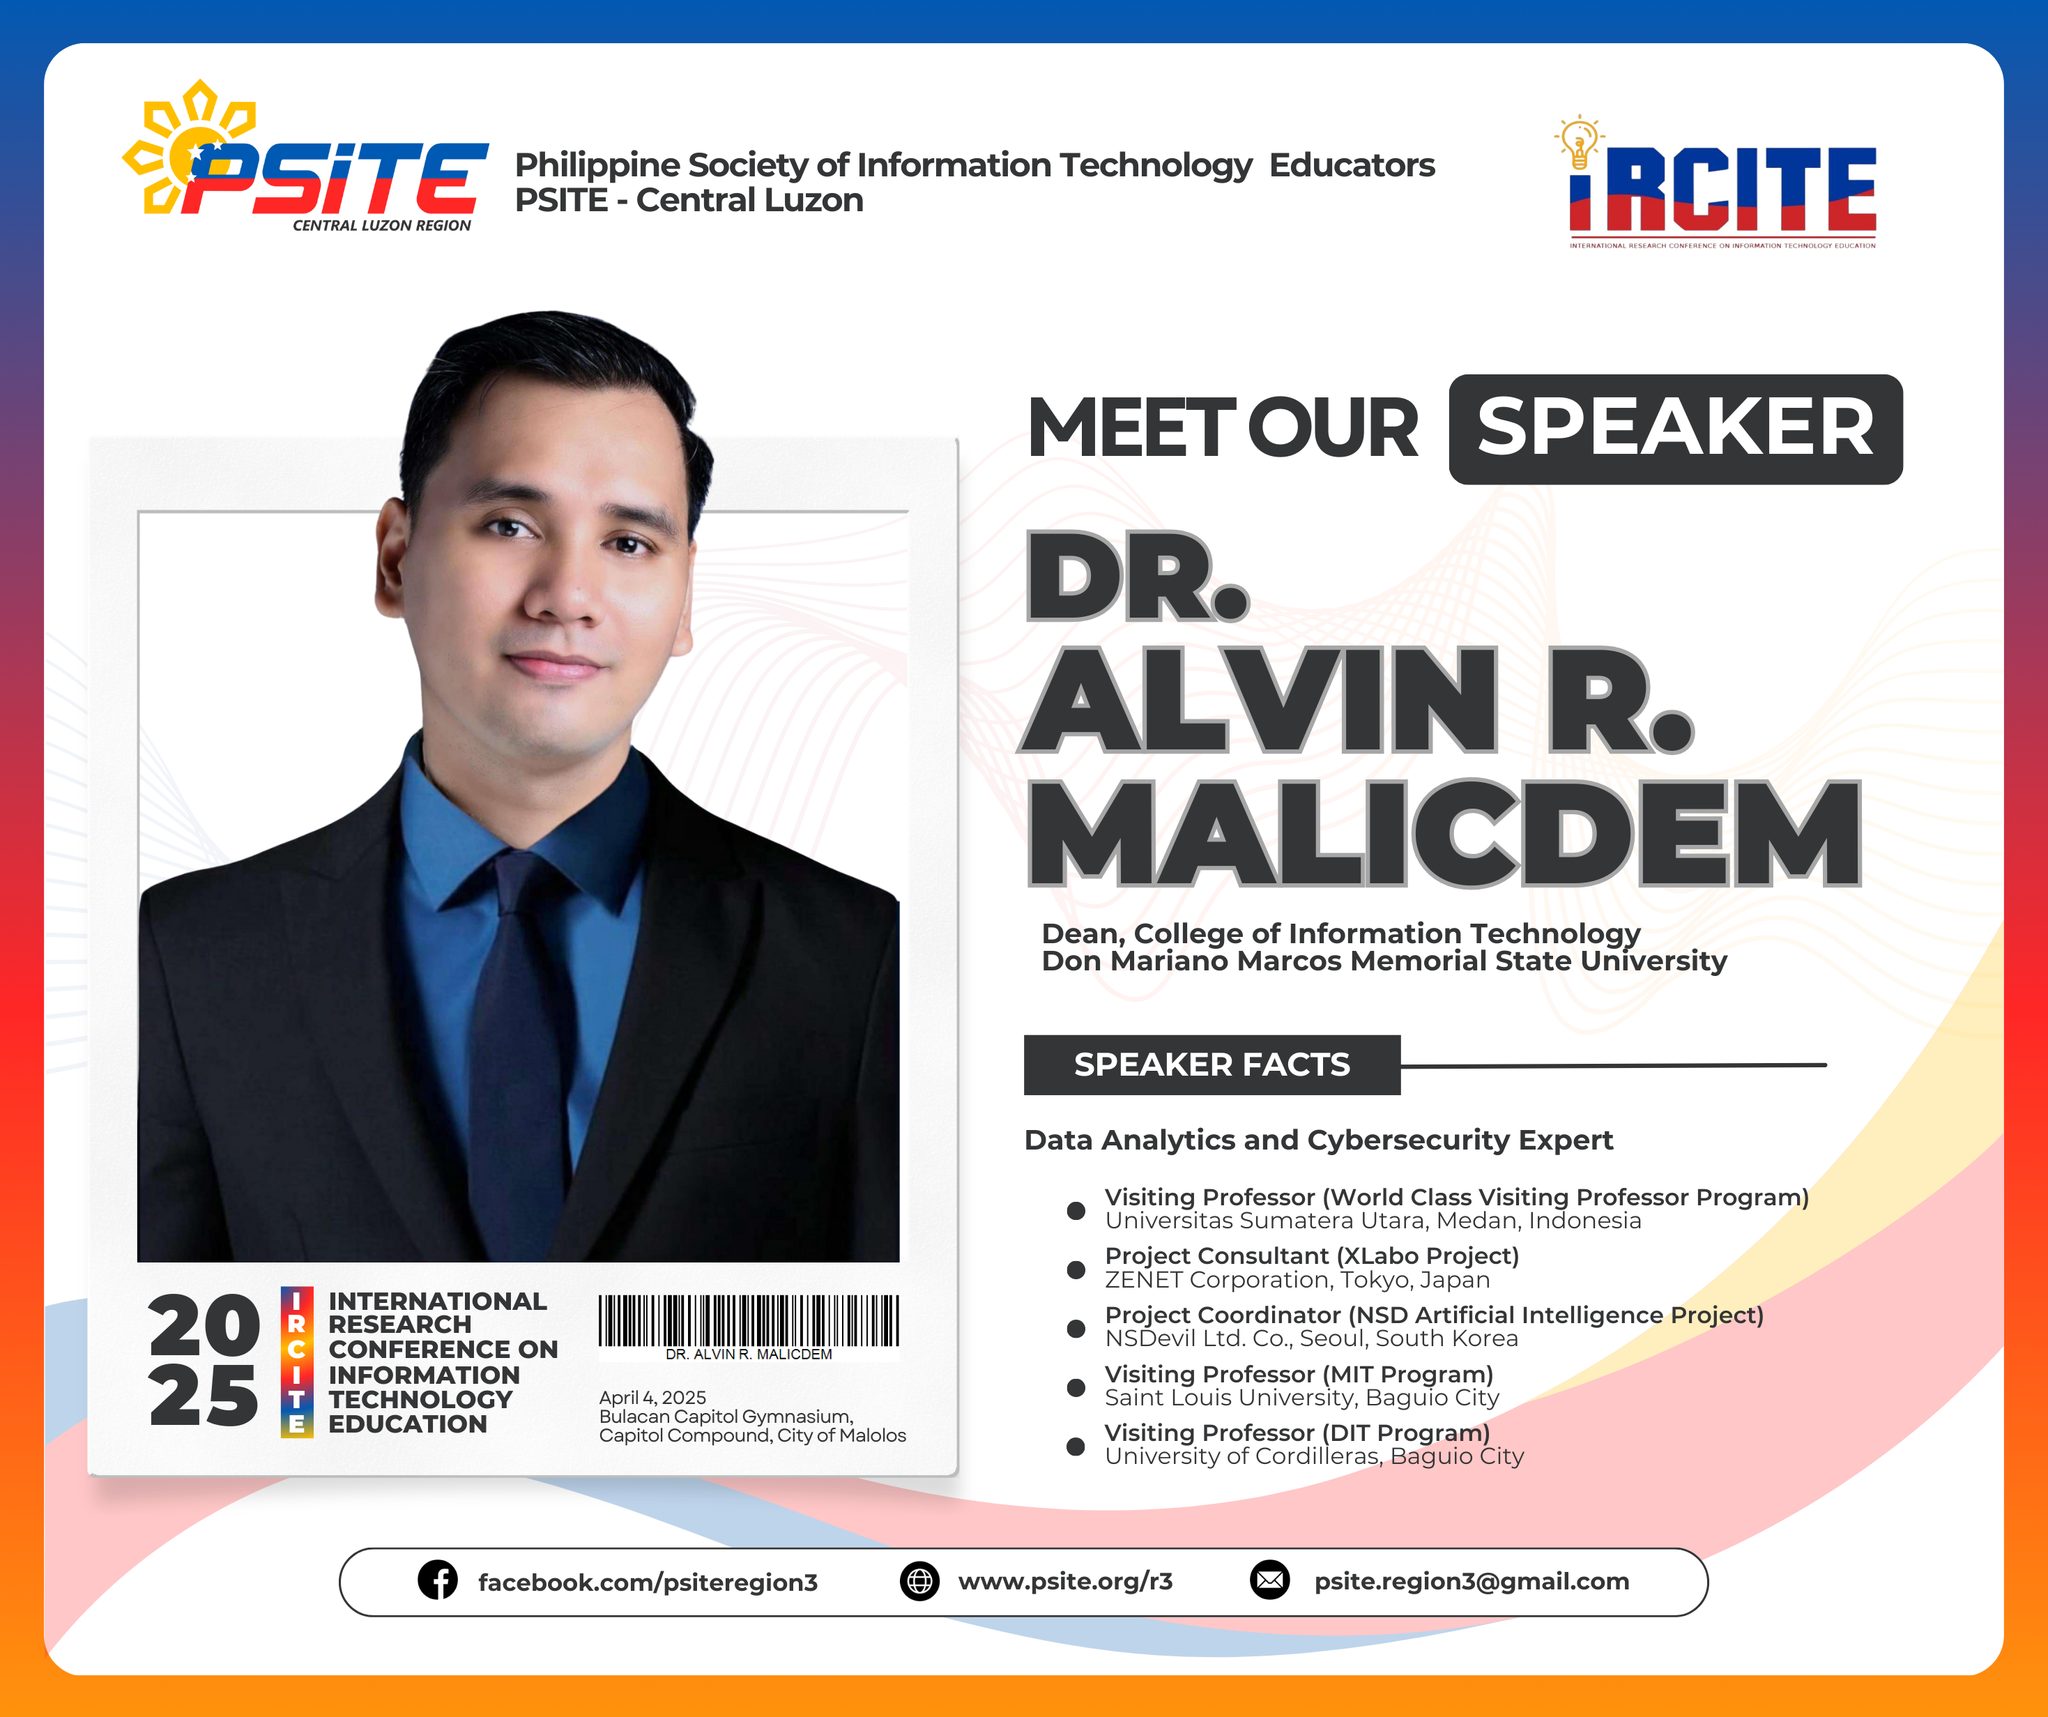 PSiTE
CENTRAL LUZON REGION
Philippine Society of Information Technology Educators
PSITE - Central Luzon
iRCITE
INTERNATIONAL RESEARCH CONFERENCE ON INFORMATION TECHNOLOGY EDUCATION
MEET OUR SPEAKER
DR.
ALVIN R.
MALICDEM
Dean, College of Information Technology
Don Mariano Marcos Memorial State University
SPEAKER FACTS
Data Analytics and Cybersecurity Expert
Visiting Professor (World Class Visiting Professor Program)
Universitas Sumatera Utara, Medan, Indonesia
Project Consultant (XLabo Project)
ZENET Corporation, Tokyo, Japan
Project Coordinator (NSD Artificial Intelligence Project)
NSDevil Ltd. Co., Seoul, South Korea
Visiting Professor (MIT Program)
Saint Louis University, Baguio City
Visiting Professor (DIT Program)
University of Cordilleras, Baguio City
20
25
IRCITE
INTERNATIONAL
RESEARCH
CONFERENCE ON
INFORMATION
TECHNOLOGY
EDUCATION
DR. ALVIN R. MALICDEM
April 4, 2025
Bulacan Capitol Gymnasium,
Capitol Compound, City of Malolos
facebook.com/psiteregion3
www.psite.org/r3
psite.region3@gmail.com